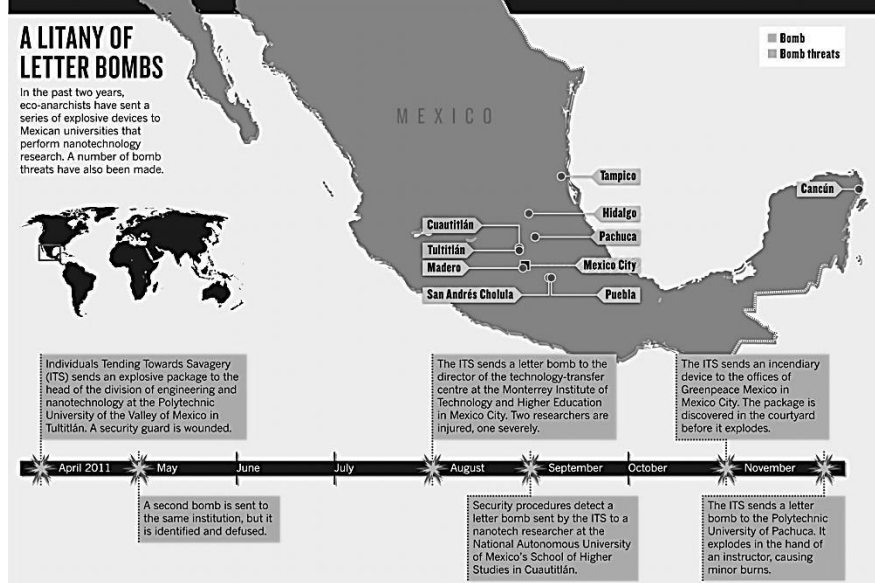 A LITANY OF
LETTER BOMBS
In the past two years,
eco-anarchists have sent a
series of explosive devices to
Mexican universities that
perform nanotechnology
research. A number of bomb
threats have also been made.
Bomb
Bomb threats
MEXICO
Tampico
Cancún
Hidalgo
Cuautitlán
Pachuca
Tultitlán
Madero
Mexico City
San Andrés Cholula
Puebla
Individuals Tending Towards Savagery
(ITS) sends an explosive package to the
head of the division of engineering and
nanotechnology at the Polytechnic
University of the Valley of Mexico in
Tultitlán. A security guard is wounded.
The ITS sends a letter bomb to the
director of the technology-transfer
centre at the Monterrey Institute of
Technology and Higher Education
in Mexico City. Two researchers are
injured, one severely.
The ITS sends an incendiary
device to the offices of
Greenpeace Mexico in
Mexico City. The package is
discovered in the courtyard
before it explodes.
April 2011
May
June
July
August
September
October
November
A second bomb is sent to
the same institution, but it
is identified and defused.
Security procedures detect a
letter bomb sent by the ITS to a
nanotech researcher at the
National Autonomous University
of Mexico's School of Higher
Studies in Cuautitlán.
The ITS sends a letter
bomb to the Polytechnic
University of Pachuca. It
explodes in the hand of
an instructor, causing
minor burns.